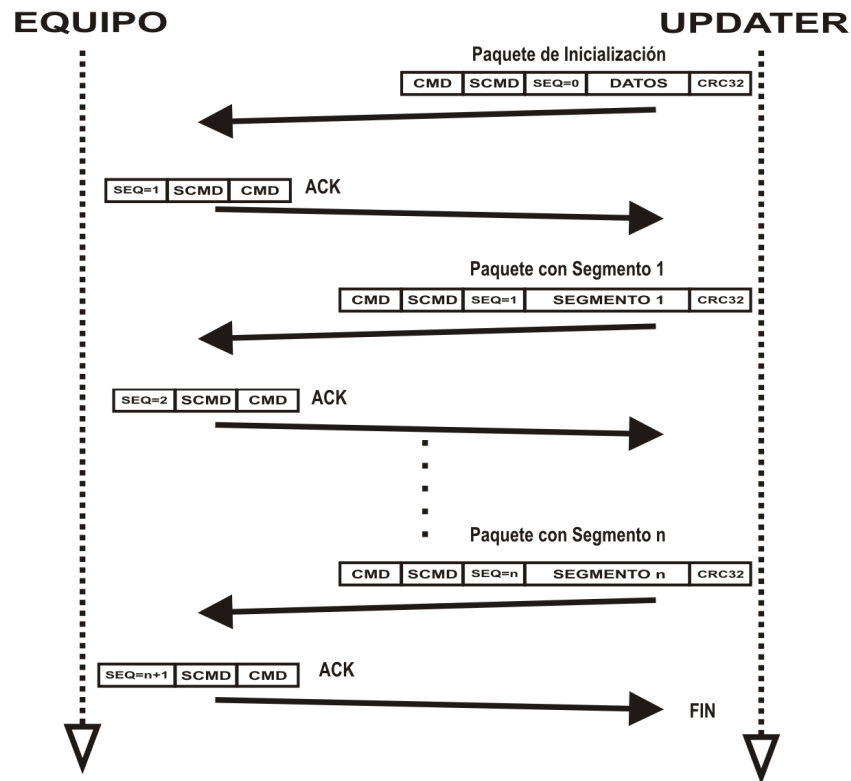 EQUIPO UPDATER
Paquete de Inicialización
CMD SCMD SEQ=0 DATOS CRC32
SEQ=1 SCMD CMD ACK
Paquete con Segmento 1
CMD SCMD SEQ=1 SEGMENTO 1 CRC32
SEQ=2 SCMD CMD ACK
Paquete con Segmento n
CMD SCMD SEQ=n SEGMENTO n CRC32
SEQ=n+1 SCMD CMD ACK
FIN